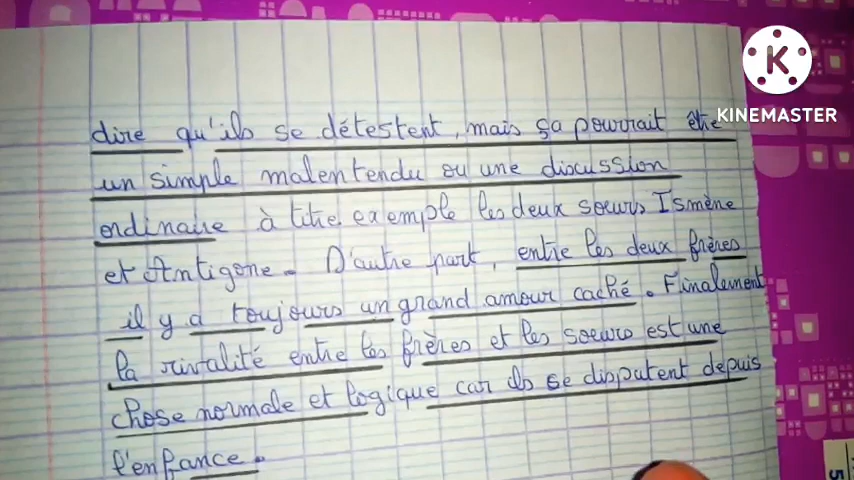 KINEMASTER
dire qu'ils se détestent, mais ça pourrait être
un simple malentendu ou une discussion
ordinaire à titre exemple les deux soeurs Ismène
et Antigone. D'autre part, entre les deux frères
il y a toujours un grand amour caché. Finalement
la rivalité entre les frères et les soeurs est une
chose normale et logique car ils se disputent depuis
l'enfance.